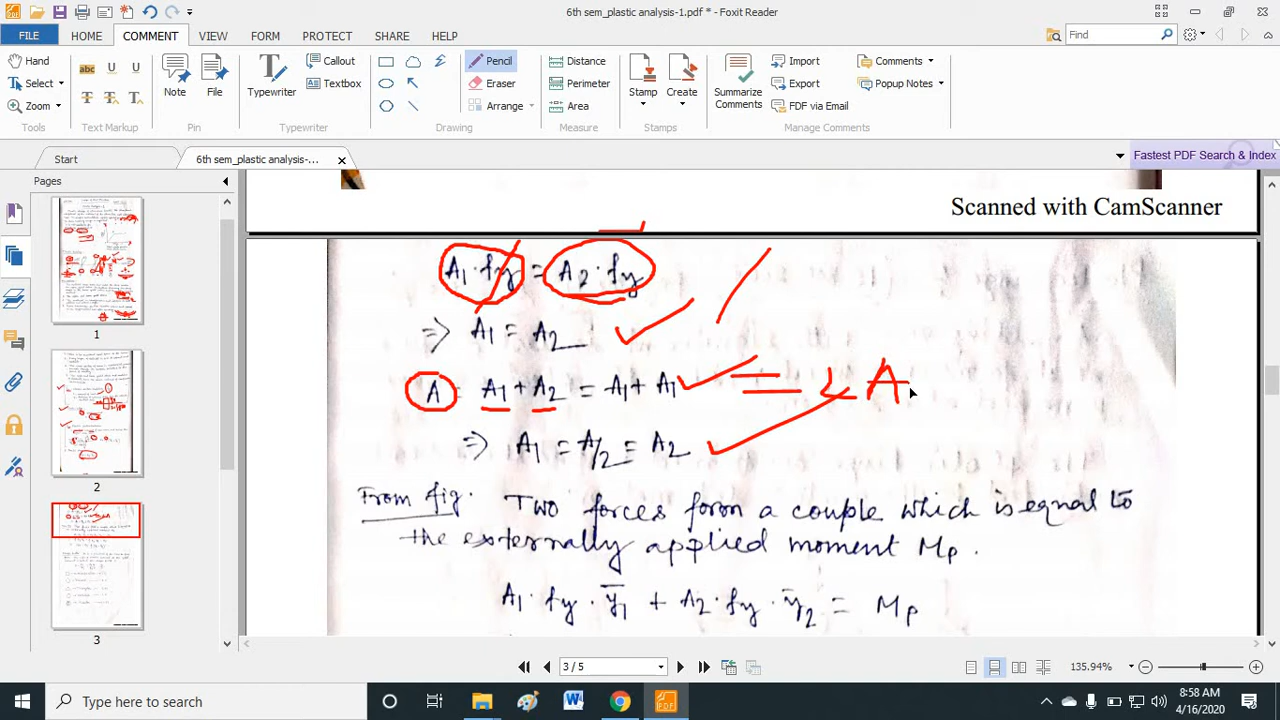 6th sem_plastic analysis-1.pdf * - Foxit Reader
FILE HOME COMMENT VIEW FORM PROTECT SHARE HELP
Find
Hand
Select
Zoom
Tools
abc U U
T T T
Text Markup
Note
File
Pin
Typewriter
Callout
Textbox
Typewriter
Pencil
Eraser
Arrange
Drawing
Distance
Perimeter
Area
Measure
Stamp
Create
Stamps
Summarize Comments
Import
Export
FDF via Email
Comments
Popup Notes
Manage Comments
Start
6th sem_plastic analysis-...
Fastest PDF Search & Index
Pages
1
2
3
Scanned with CamScanner
A1·fy = A2·fy
⇒ A1 = A2
A = A1 + A2 = A1 + A1 = 2 A
⇒ A1 = A/2 = A2
From fig. Two forces form a couple which is equal to
the externally applied moment Mp.
A1·fy·ȳ1 + A2·fy·ȳ2 = Mp
3 / 5
135.94%
Type here to search
8:58 AM
4/16/2020